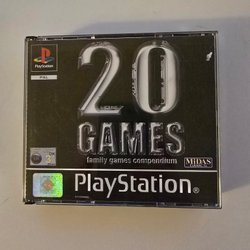 PlayStation
PAL
20
GAMES
family games compendium
MIDAS
PlayStation®